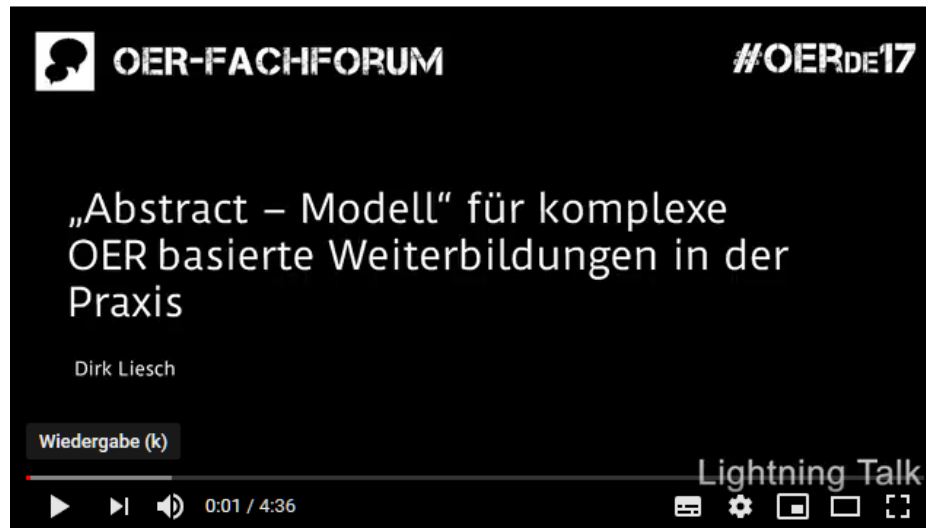 OER-FACHFORUM
#OERDE17
„Abstract – Modell“ für komplexe
OER basierte Weiterbildungen in der
Praxis
Dirk Liesch
Wiedergabe (k)
Lightning Talk
0:01 / 4:36